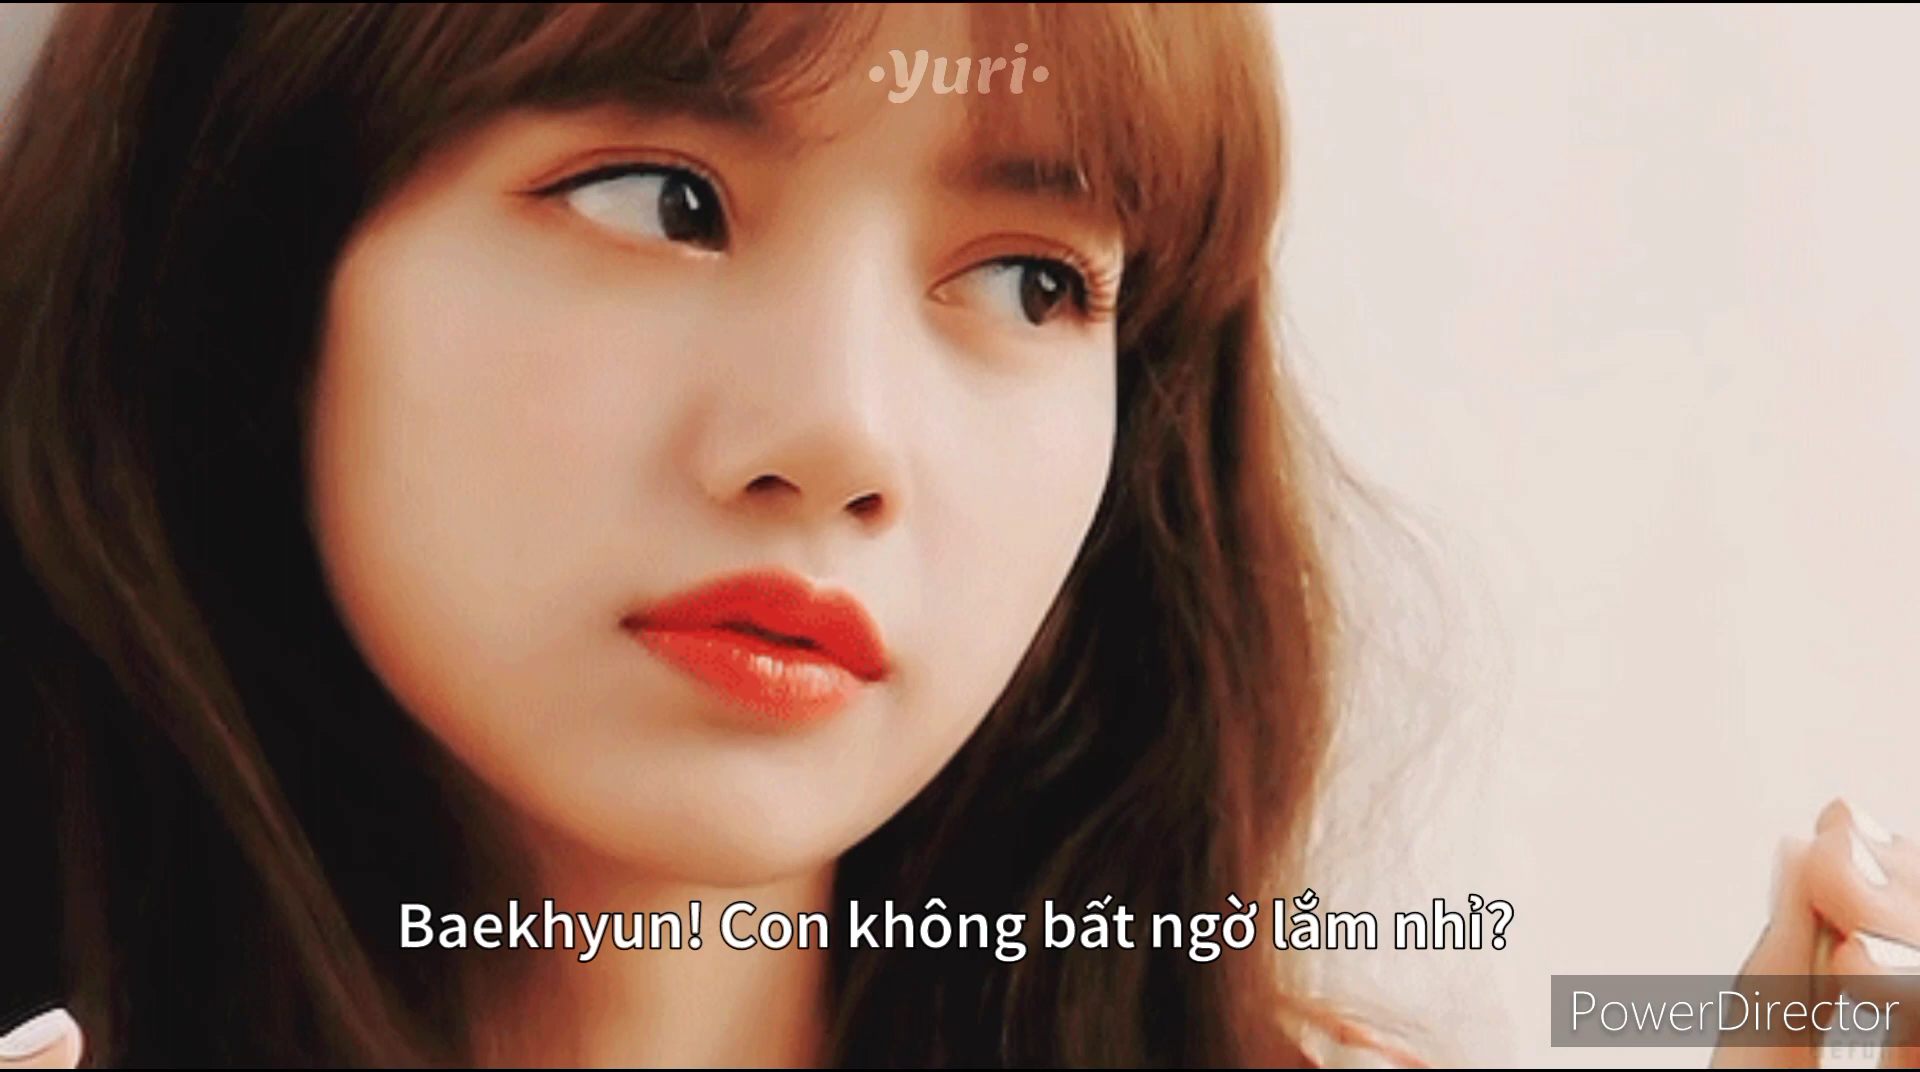 •yuri•
Baekhyun! Con không bất ngờ lắm nhỉ?
PowerDirector